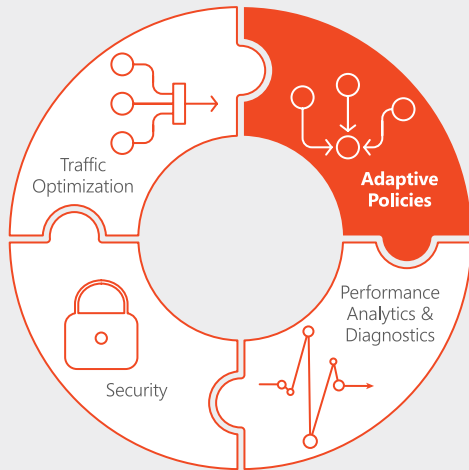 Traffic
Optimization
Adaptive
Policies
Performance
Analytics &
Diagnostics
Security